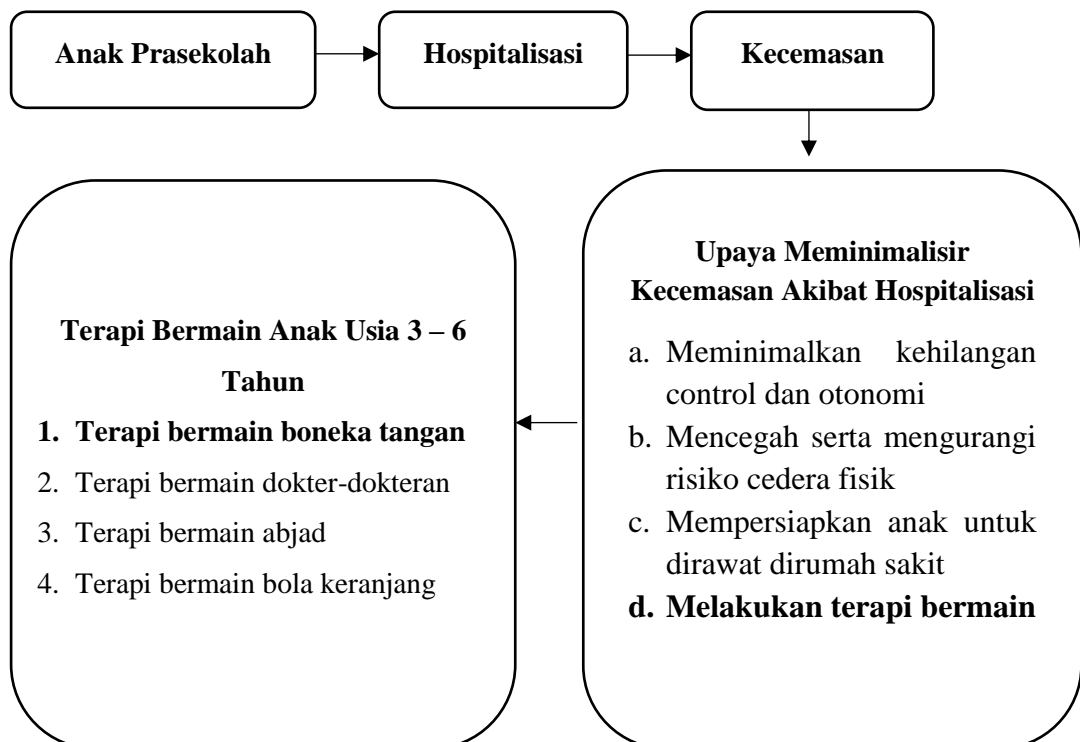 Anak Prasekolah
Hospitalisasi
Kecemasan
Upaya Meminimalisir
Kecemasan Akibat Hospitalisasi
a. Meminimalkan kehilangan
control dan otonomi
b. Mencegah serta mengurangi
risiko cedera fisik
c. Mempersiapkan anak untuk
dirawat dirumah sakit
d. Melakukan terapi bermain
Terapi Bermain Anak Usia 3 – 6
Tahun
1. Terapi bermain boneka tangan
2. Terapi bermain dokter-dokteran
3. Terapi bermain abjad
4. Terapi bermain bola keranjang